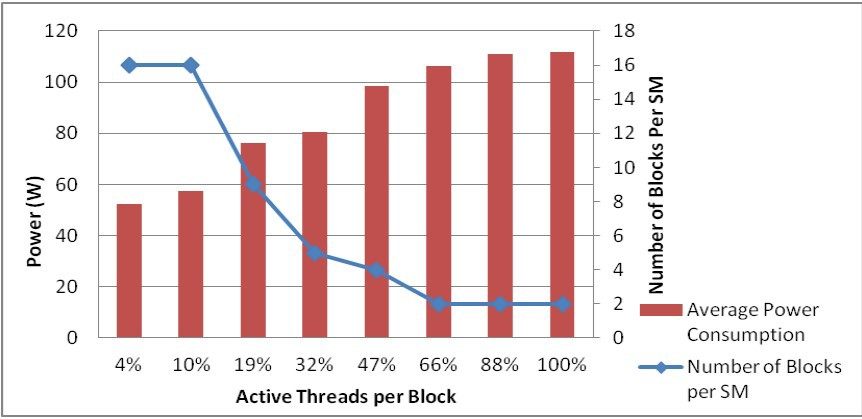 120
100
80
60
40
20
0
Power (W)
18
16
14
12
10
8
6
4
2
0
Number of Blocks Per SM
4% 10% 19% 32% 47% 66% 88% 100%
Active Threads per Block
Average Power
Consumption
Number of Blocks
per SM